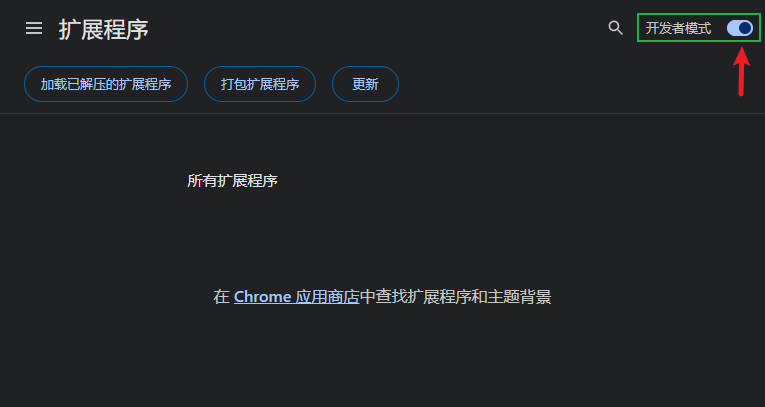 扩展程序
开发者模式
加载已解压的扩展程序 打包扩展程序 更新
所有扩展程序
在 Chrome 应用商店中查找扩展程序和主题背景